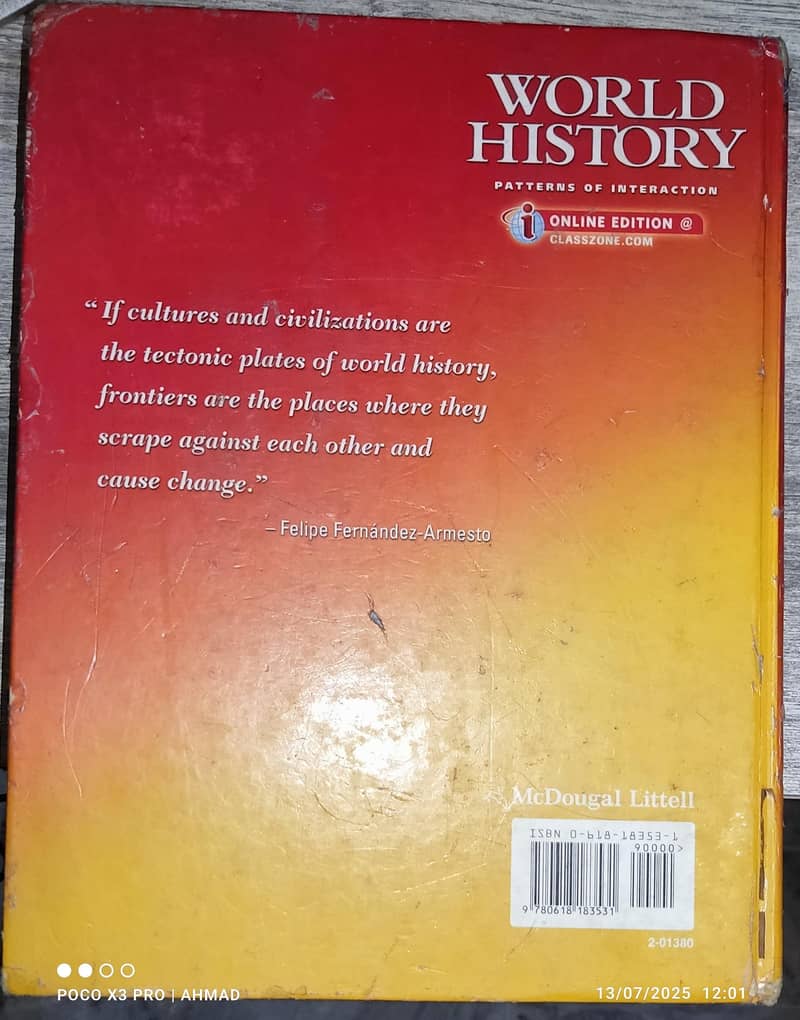 WORLD
HISTORY
PATTERNS OF INTERACTION
i ONLINE EDITION @
CLASSZONE.COM
“If cultures and civilizations are
the tectonic plates of world history,
frontiers are the places where they
scrape against each other and
cause change.”
– Felipe Fernández-Armesto
McDougal Littell
ISBN 0-618-18353-1
90000>
9 780618 183531
2-01380
POCO X3 PRO | AHMAD
13/07/2025 12:01